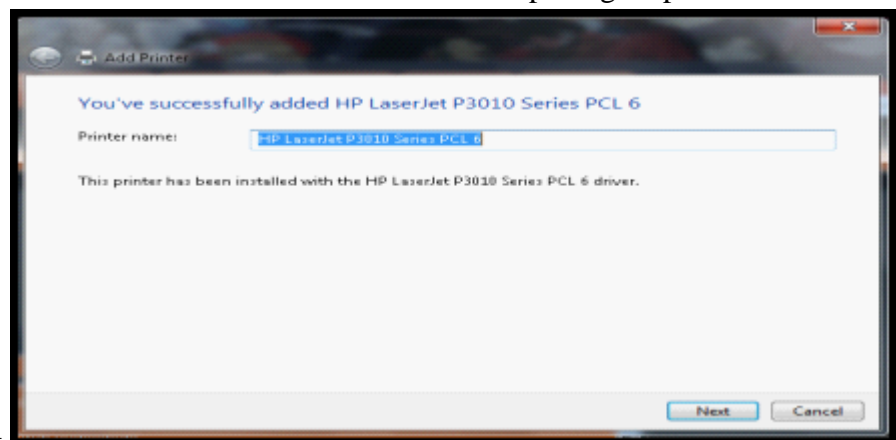 Add Printer
You've successfully added HP LaserJet P3010 Series PCL 6
Printer name:
HP LaserJet P3010 Series PCL 6
This printer has been installed with the HP LaserJet P3010 Series PCL 6 driver.
Next
Cancel